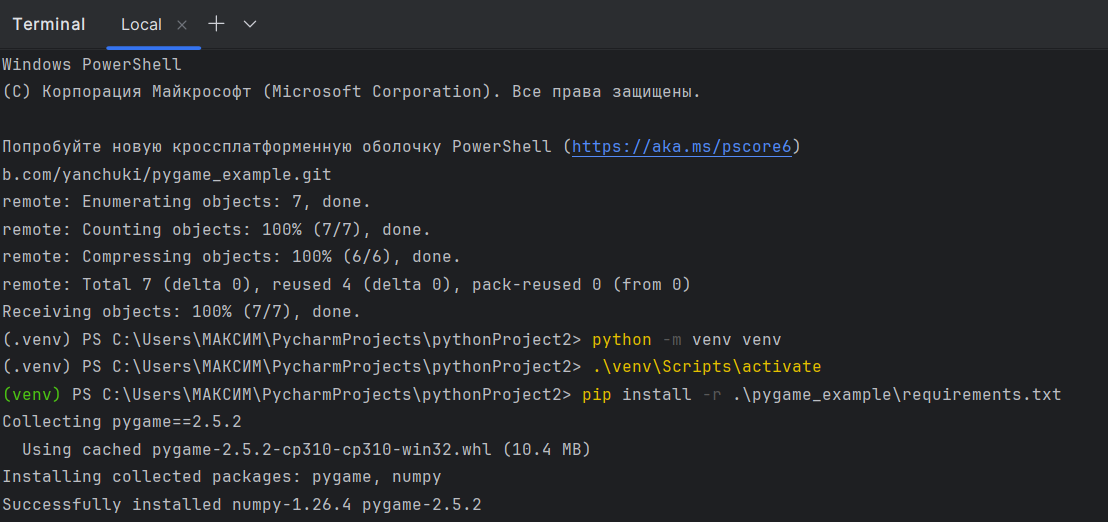 Terminal Local
Windows PowerShell
(C) Корпорация Майкрософт (Microsoft Corporation). Все права защищены.
Попробуйте новую кроссплатформенную оболочку PowerShell (https://aka.ms/pscore6)
b.com/yanchuki/pygame_example.git
remote: Enumerating objects: 7, done.
remote: Counting objects: 100% (7/7), done.
remote: Compressing objects: 100% (6/6), done.
remote: Total 7 (delta 0), reused 4 (delta 0), pack-reused 0 (from 0)
Receiving objects: 100% (7/7), done.
(.venv) PS C:\Users\МАКСИМ\PycharmProjects\pythonProject2> python -m venv venv
(.venv) PS C:\Users\МАКСИМ\PycharmProjects\pythonProject2> .\venv\Scripts\activate
(venv) PS C:\Users\МАКСИМ\PycharmProjects\pythonProject2> pip install -r .\pygame_example\requirements.txt
Collecting pygame==2.5.2
  Using cached pygame-2.5.2-cp310-cp310-win32.whl (10.4 MB)
Installing collected packages: pygame, numpy
Successfully installed numpy-1.26.4 pygame-2.5.2